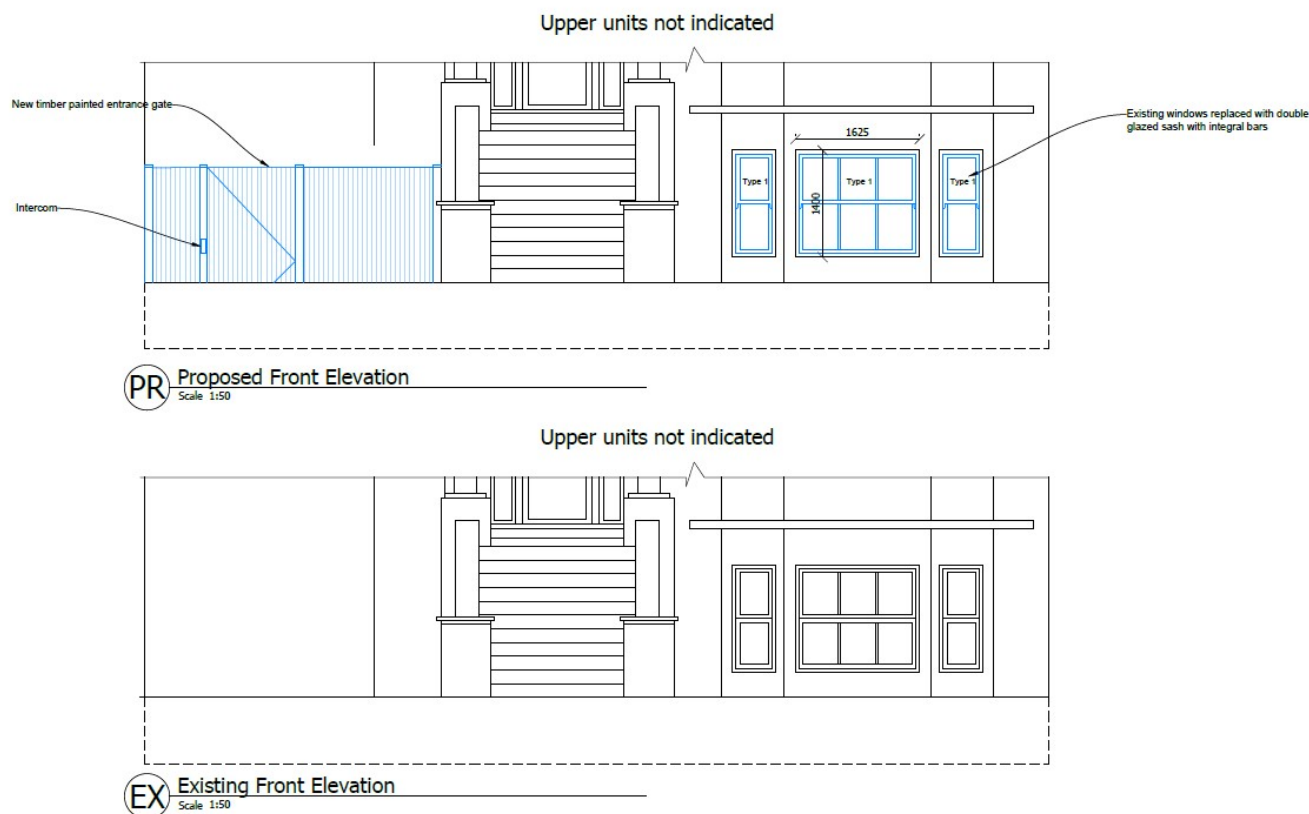 Upper units not indicated
New timber painted entrance gate
Existing windows replaced with double
glazed sash with integral bars
1625
Type 1
Type 1
Type 1
1400
Intercom
PR
Proposed Front Elevation
Scale 1:50
Upper units not indicated
EX
Existing Front Elevation
Scale 1:50